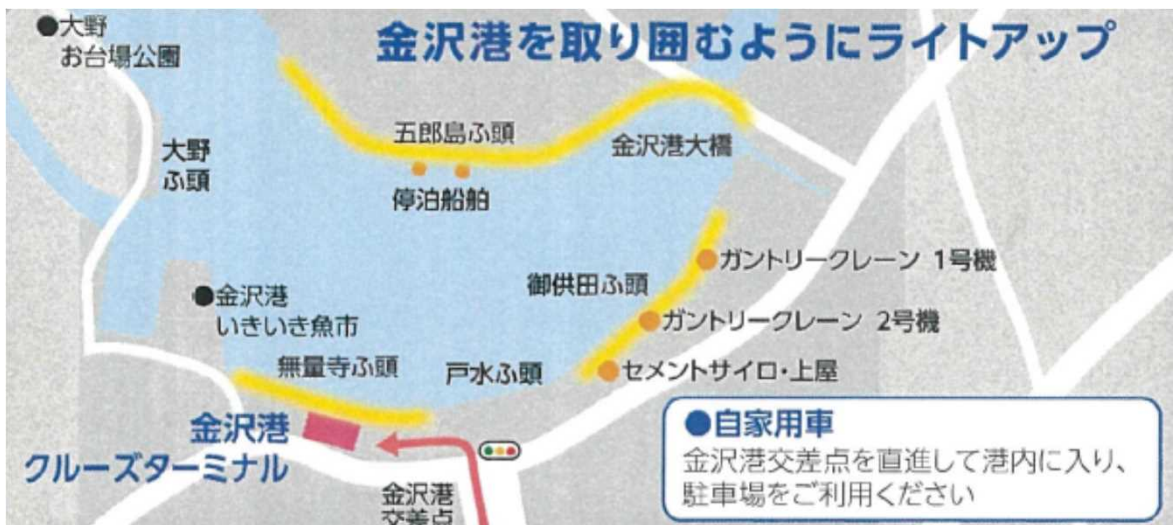 金沢港を取り囲むようにライトアップ
●大野
お台場公園
大野
ふ頭
五郎島ふ頭
停泊船舶
金沢港大橋
ガントリークレーン 1号機
御供田ふ頭
ガントリークレーン 2号機
セメントサイロ・上屋
●金沢港
いきいき魚市
無量寺ふ頭
戸水ふ頭
金沢港
クルーズターミナル
金沢港
交差点
●自家用車
金沢港交差点を直進して港内に入り、
駐車場をご利用ください